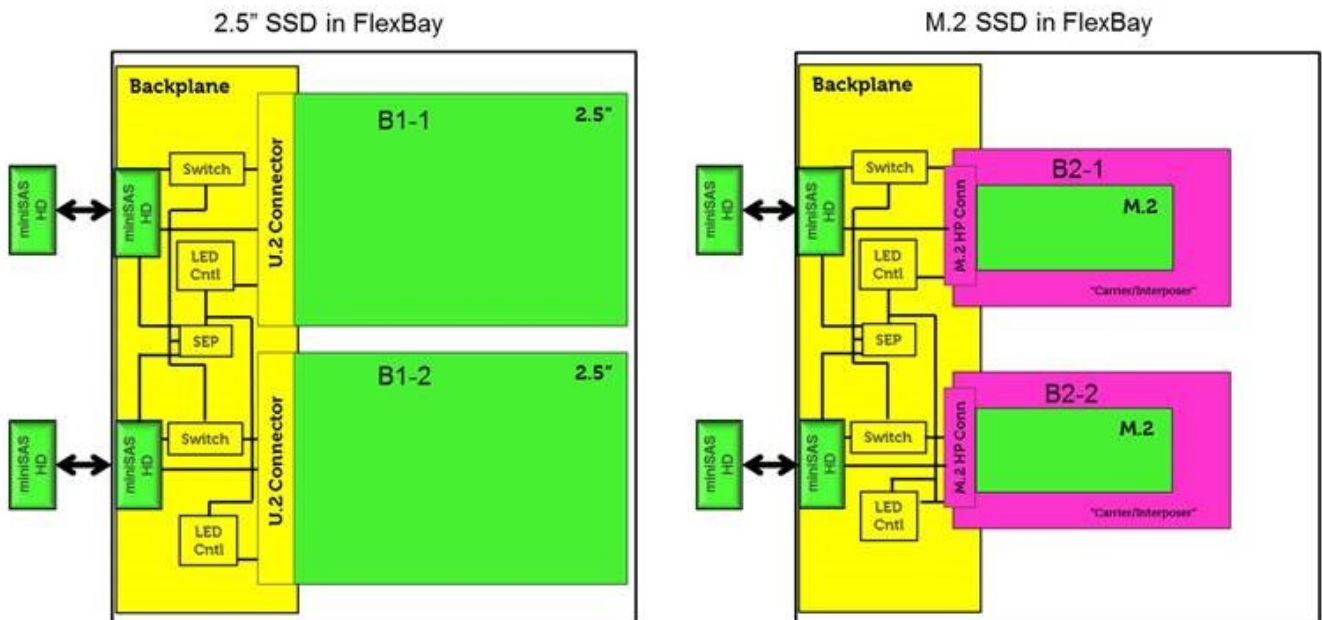 2.5” SSD in FlexBay
Backplane
B1-1
2.5”
U.2 Connector
Switch
miniSAS
HD
miniSAS
HD
LED
Cntl
SEP
B1-2
2.5”
U.2 Connector
Switch
miniSAS
HD
miniSAS
HD
LED
Cntl
M.2 SSD in FlexBay
Backplane
B2-1
M.2
M.2 HP Conn
Switch
miniSAS
HD
miniSAS
HD
LED
Cntl
"Carrier/Interposer"
SEP
B2-2
M.2
M.2 HP Conn
Switch
miniSAS
HD
miniSAS
HD
LED
Cntl
"Carrier/Interposer"